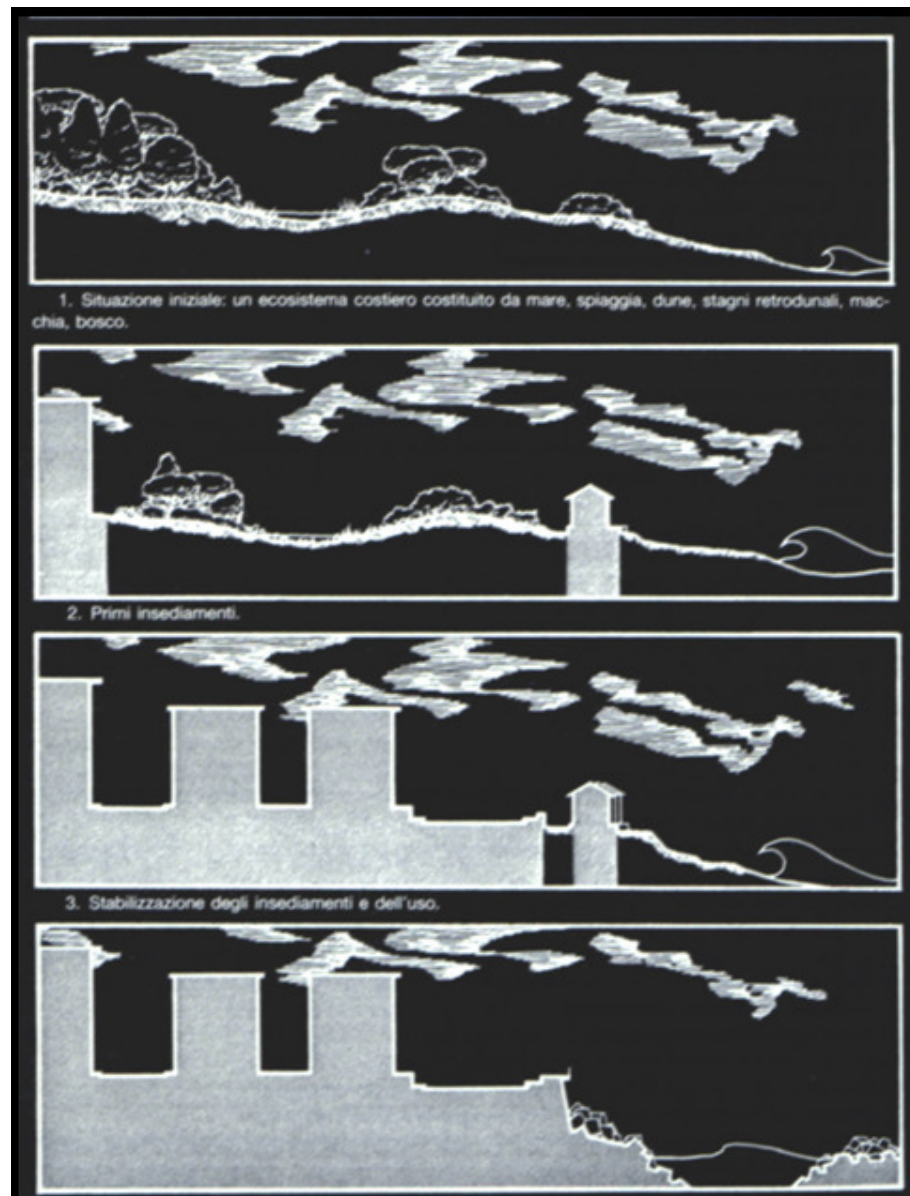 1. Situazione iniziale: un ecosistema costiero costituito da mare, spiaggia, dune, stagni retrodunali, mac-
chia, bosco.
2. Primi insediamenti.
3. Stabilizzazione degli insediamenti e dell'uso.